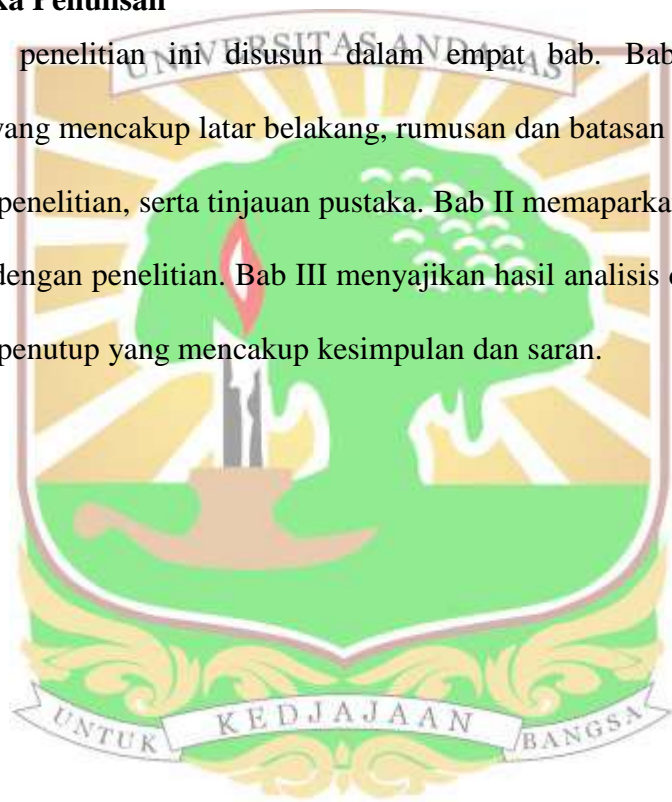 Penulisan
UNIVERSITAS ANDALAS
penelitian ini disusun dalam empat bab. Bab
yang mencakup latar belakang, rumusan dan batasan
penelitian, serta tinjauan pustaka. Bab II
dengan penelitian. Bab III menyajikan hasil analisis
penutup yang mencakup kesimpulan dan saran.
UNTUK KEDJAJAAN BANGSA